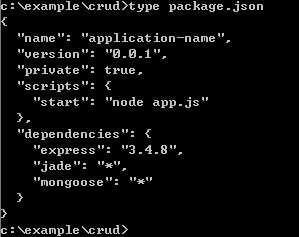 c:\example\crud>type package.json
{
  "name": "application-name",
  "version": "0.0.1",
  "private": true,
  "scripts": {
    "start": "node app.js"
  },
  "dependencies": {
    "express": "3.4.8",
    "jade": "*",
    "mongoose": "*"
  }
}
c:\example\crud>